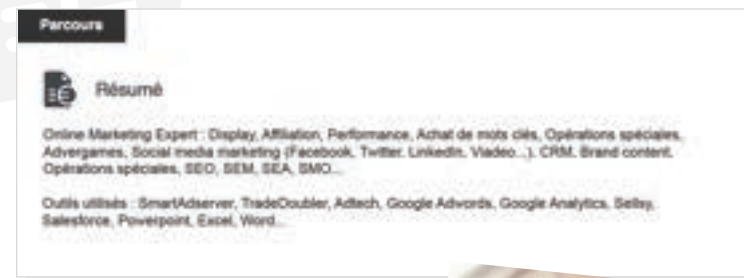 Parcours
Résumé
Online Marketing Expert : Display, Affiliation, Performance, Achat de mots clés, Opérations spéciales,
Advergames, Social media marketing (Facebook, Twitter, LinkedIn, Viadeo...), CRM, Brand content,
Opérations spéciales, SEO, SEM, SEA, SMO...
Outils utilisés : SmartAdserver, TradeDoubler, Adtech, Google Adwords, Google Analytics, Sellsy,
Salesforce, Powerpoint, Excel, Word...